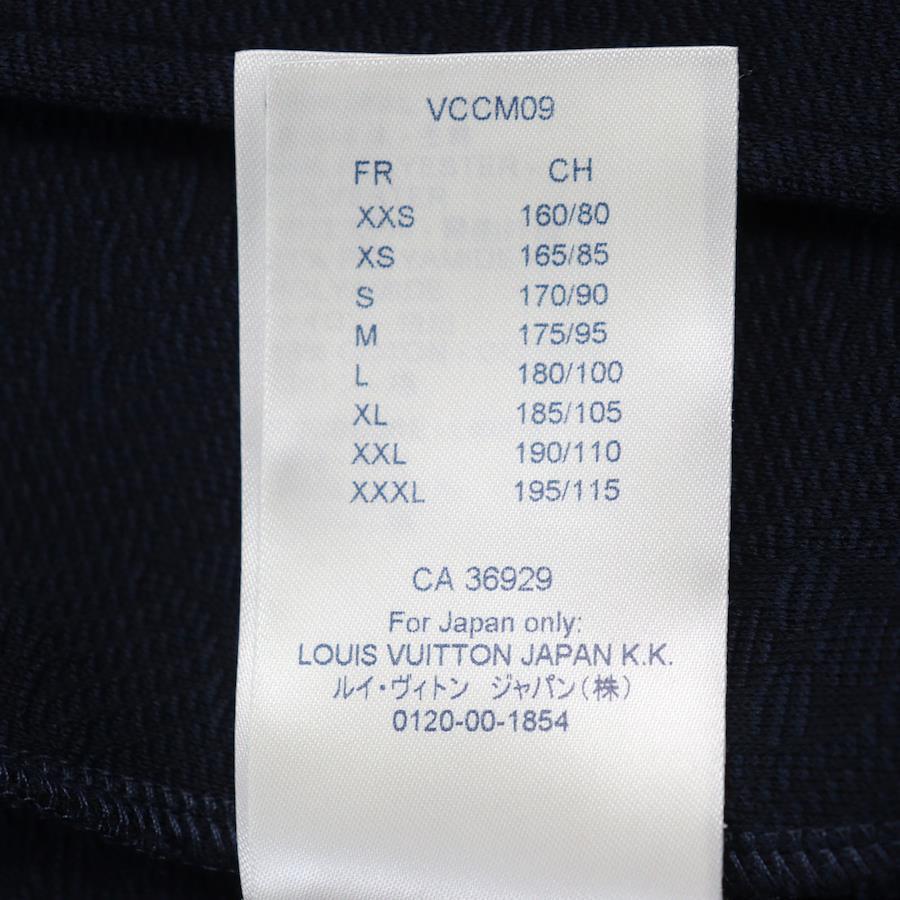 VCCM09
FR CH
XXS 160/80
XS 165/85
S 170/90
M 175/95
L 180/100
XL 185/105
XXL 190/110
XXXL 195/115
CA 36929
For Japan only:
LOUIS VUITTON JAPAN K.K.
ルイ・ヴィトン ジャパン(株)
0120-00-1854